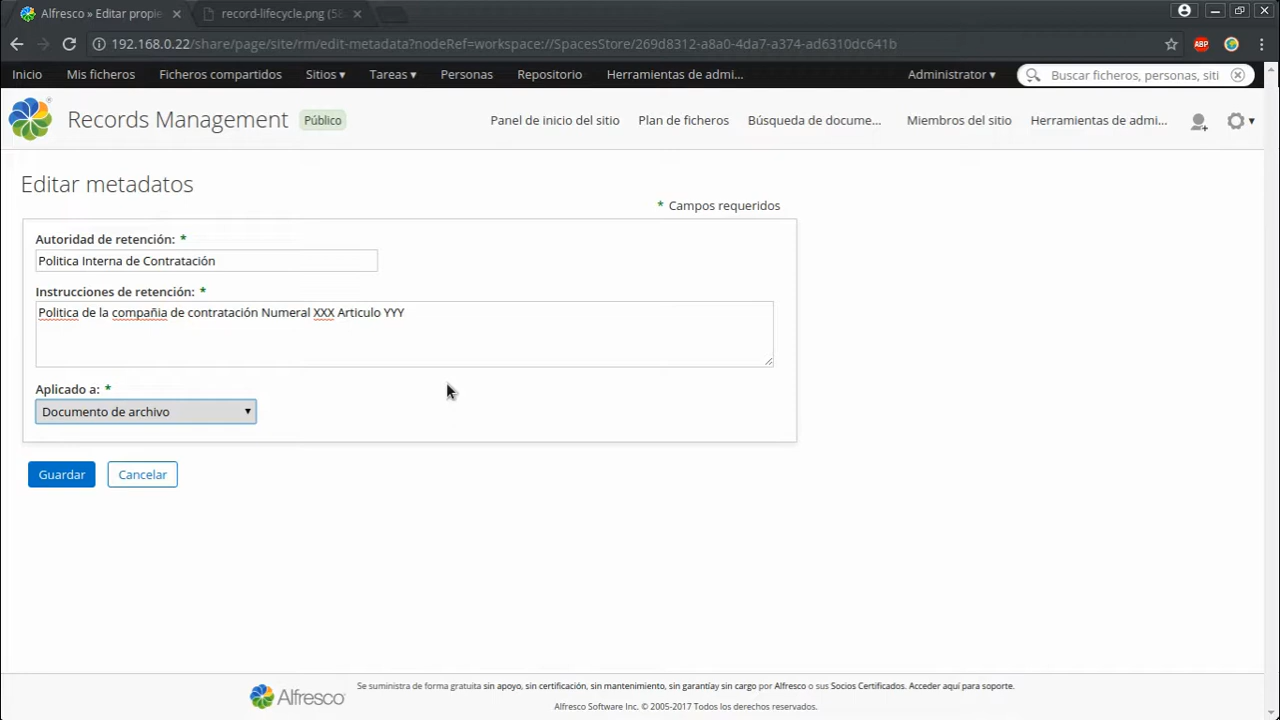 Alfresco » Editar propie
record-lifecycle.png (58
192.168.0.22/share/page/site/rm/edit-metadata?nodeRef=workspace://SpacesStore/269d8312-a8a0-4da7-a374-ad6310dc641b
ABP
Inicio Mis ficheros Ficheros compartidos Sitios Tareas Personas Repositorio Herramientas de admi... Administrator Buscar ficheros, personas, siti
Records Management Público Panel de inicio del sitio Plan de ficheros Búsqueda de docume... Miembros del sitio Herramientas de admi...
Editar metadatos
* Campos requeridos
Autoridad de retención: *
Politica Interna de Contratación
Instrucciones de retención: *
Politica de la compañia de contratación Numeral XXX Articulo YYY
Aplicado a: *
Documento de archivo
Guardar Cancelar
Alfresco
Se suministra de forma gratuita sin apoyo, sin certificación, sin mantenimiento, sin garantíay sin cargo por Alfresco o sus Socios Certificados. Acceder aquí para soporte.
Alfresco Software Inc. © 2005-2017 Todos los derechos reservados.